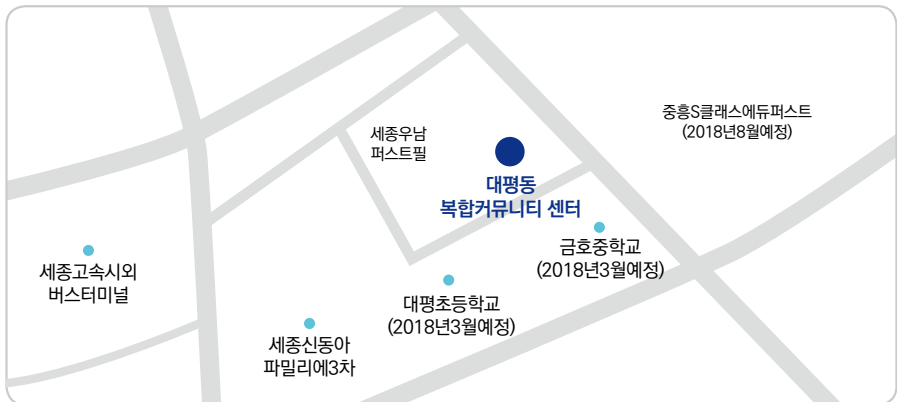 중흥S클래스에듀퍼스트
(2018년8월예정)
세종우남
퍼스트필
대평동
복합커뮤니티 센터
금호중학교
(2018년3월예정)
세종고속시외
버스터미널
대평초등학교
(2018년3월예정)
세종신동아
파밀리에3차